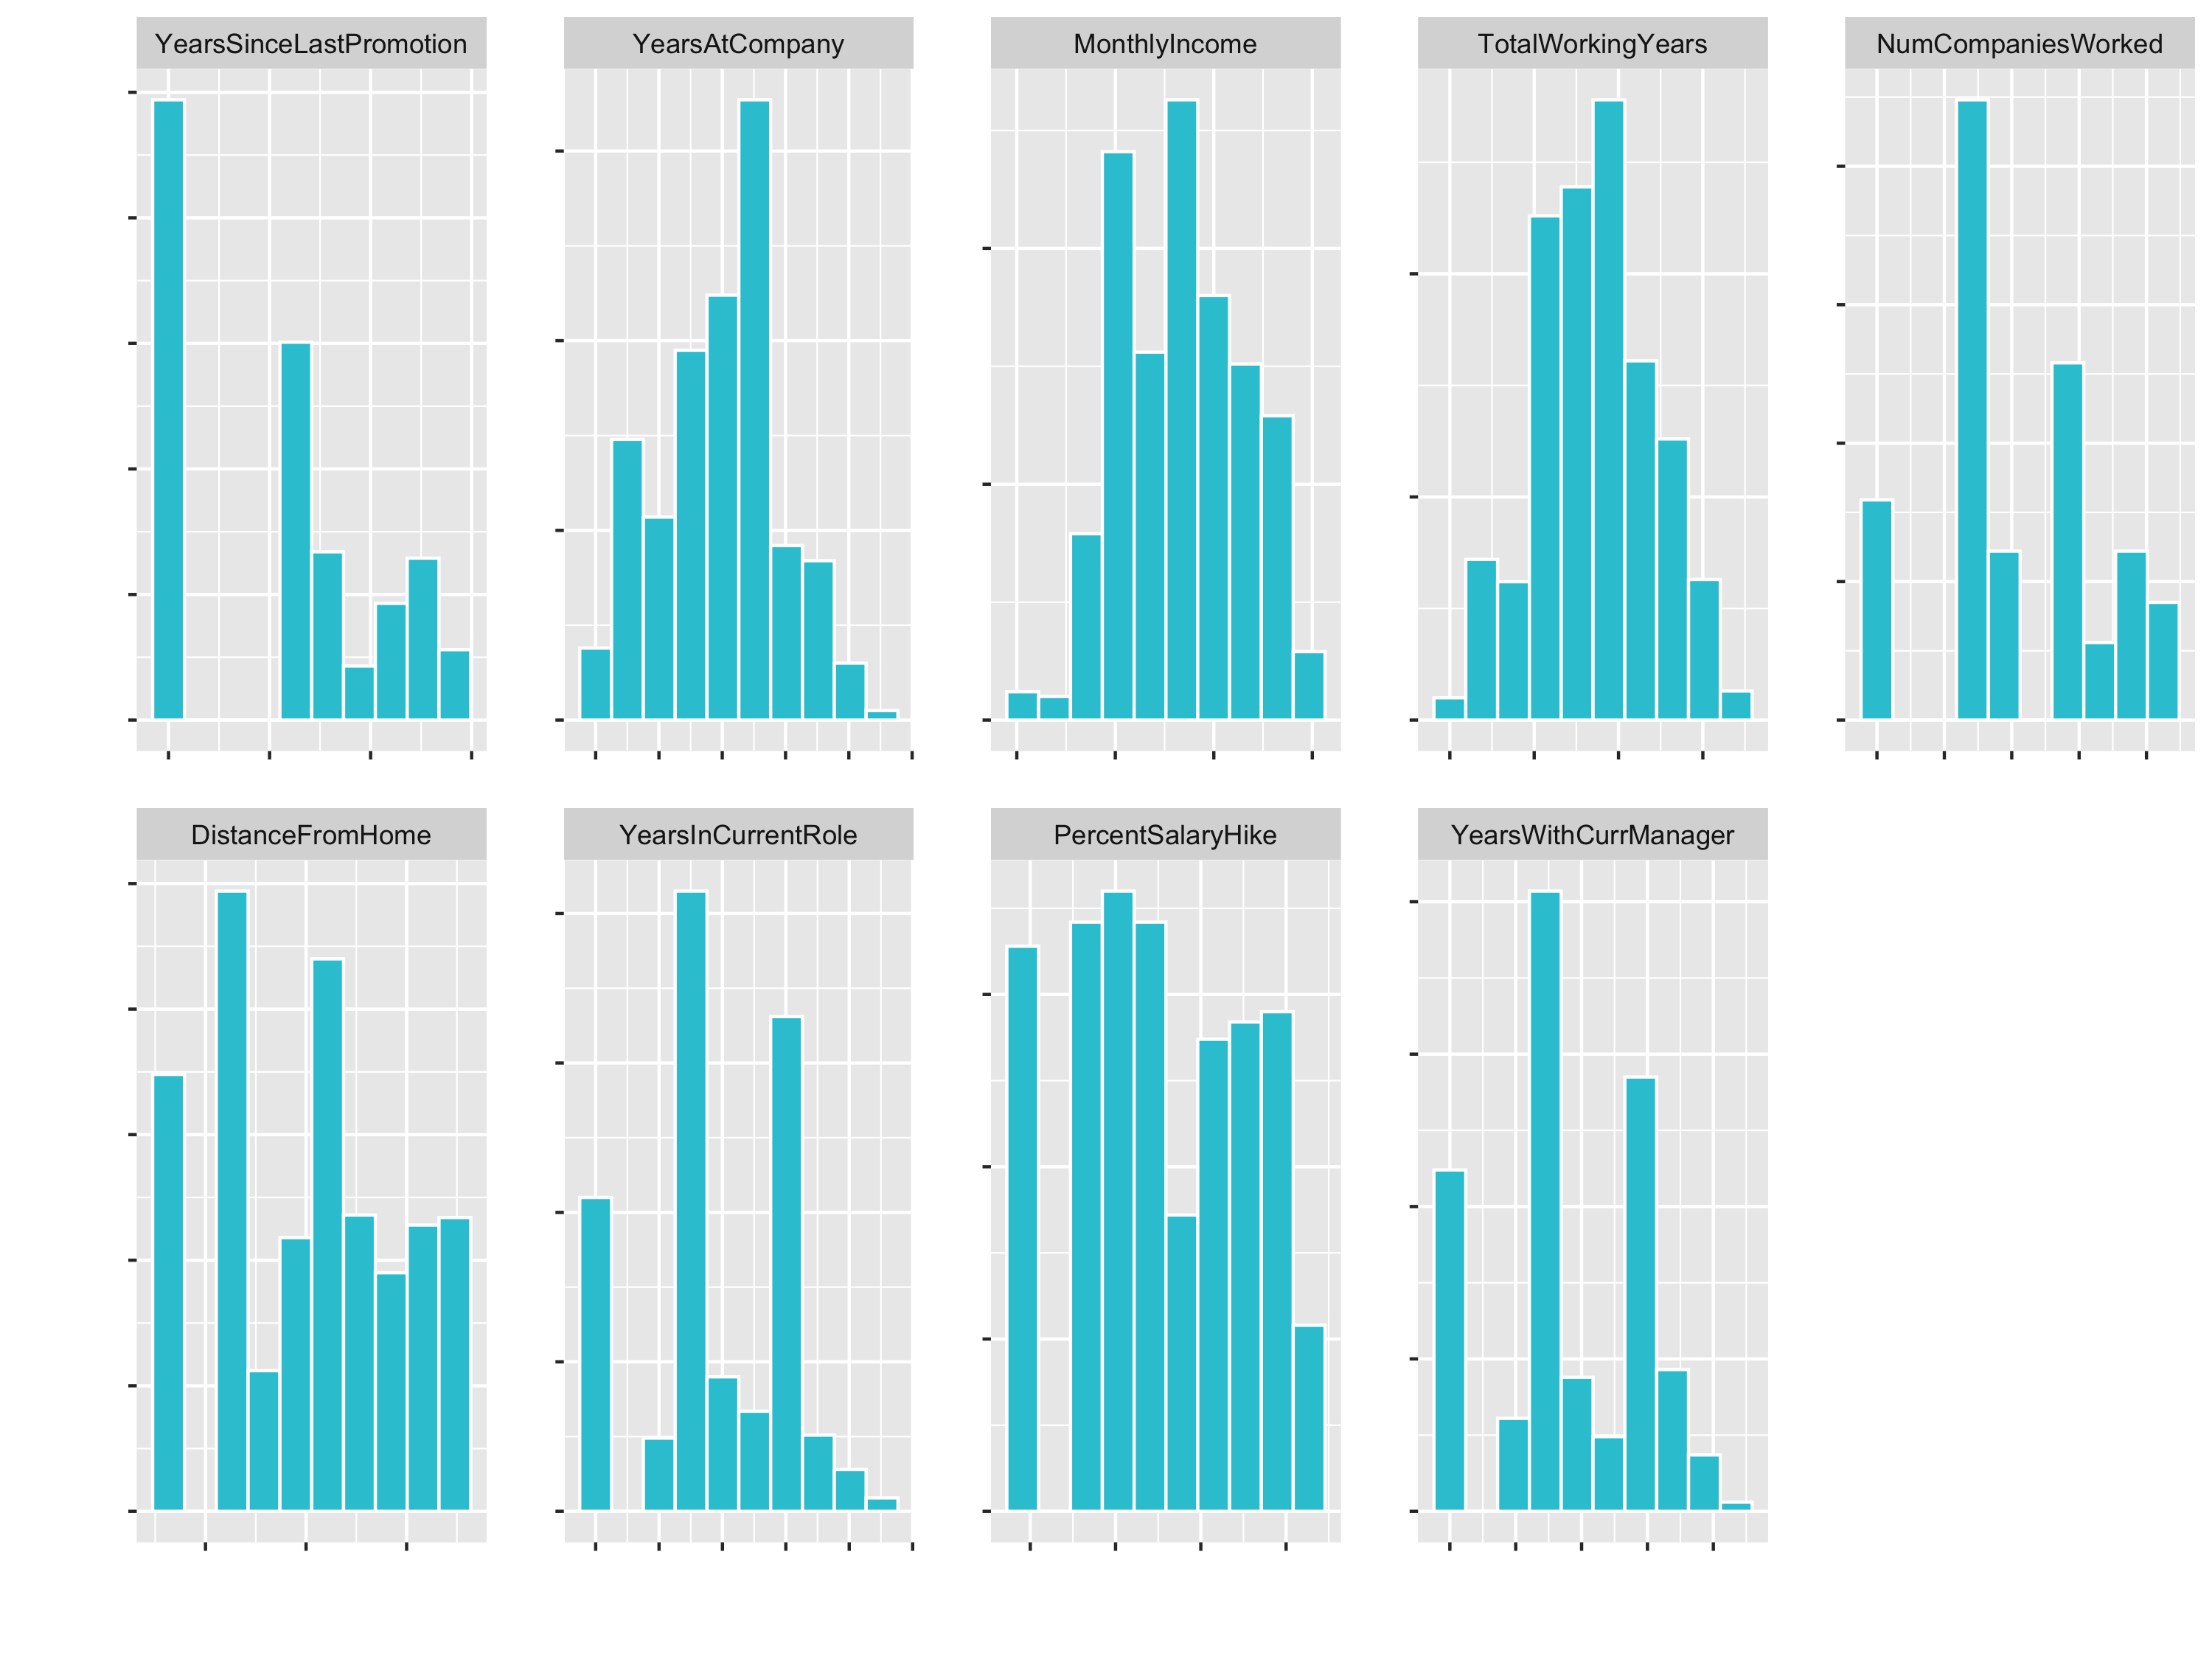 YearsSinceLastPromotion
YearsAtCompany
MonthlyIncome
TotalWorkingYears
NumCompaniesWorked
DistanceFromHome
YearsInCurrentRole
PercentSalaryHike
YearsWithCurrManager